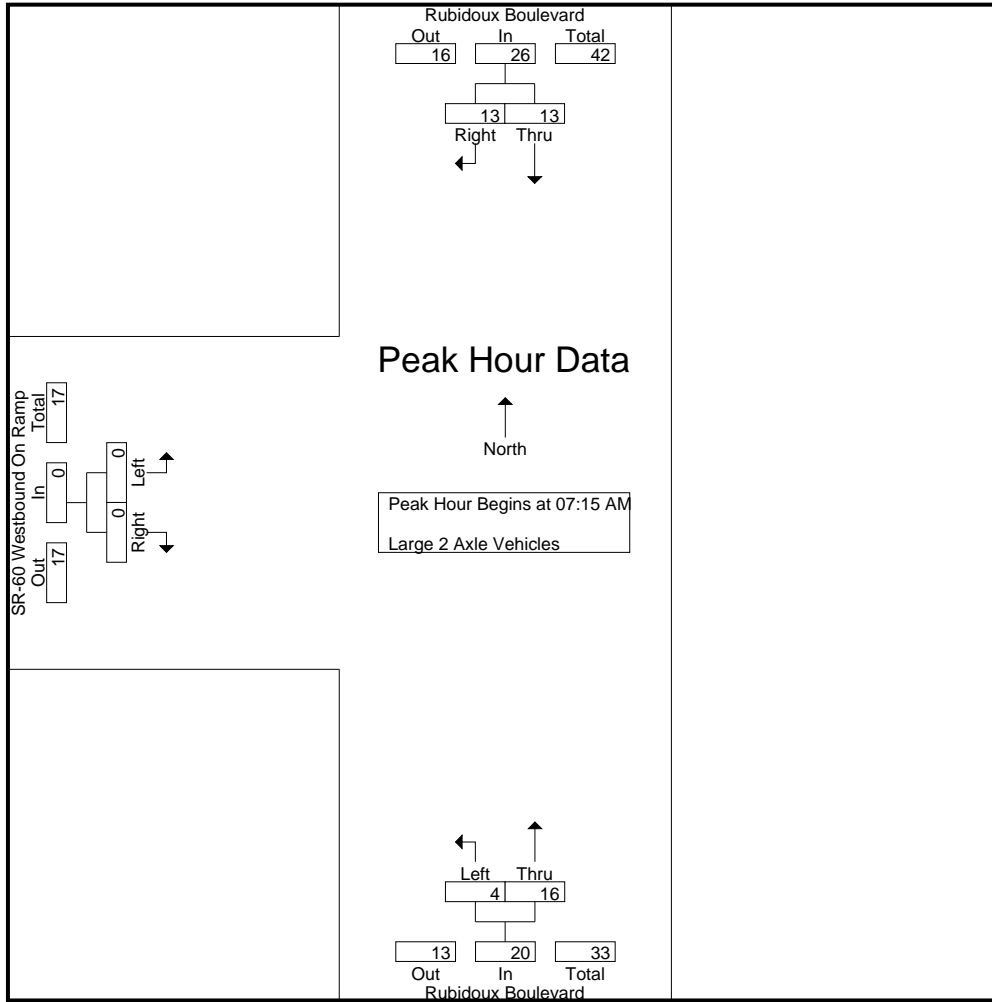 Rubidoux Boulevard
Out In Total
16 26 42
13 13
Right Thru
Peak Hour Data
North
Peak Hour Begins at 07:15 AM
Large 2 Axle Vehicles
SR-60 Westbound On Ramp
Out In Total
17 0 17
0 0
Right Left
Left Thru
4 16
13 20 33
Out In Total
Rubidoux Boulevard